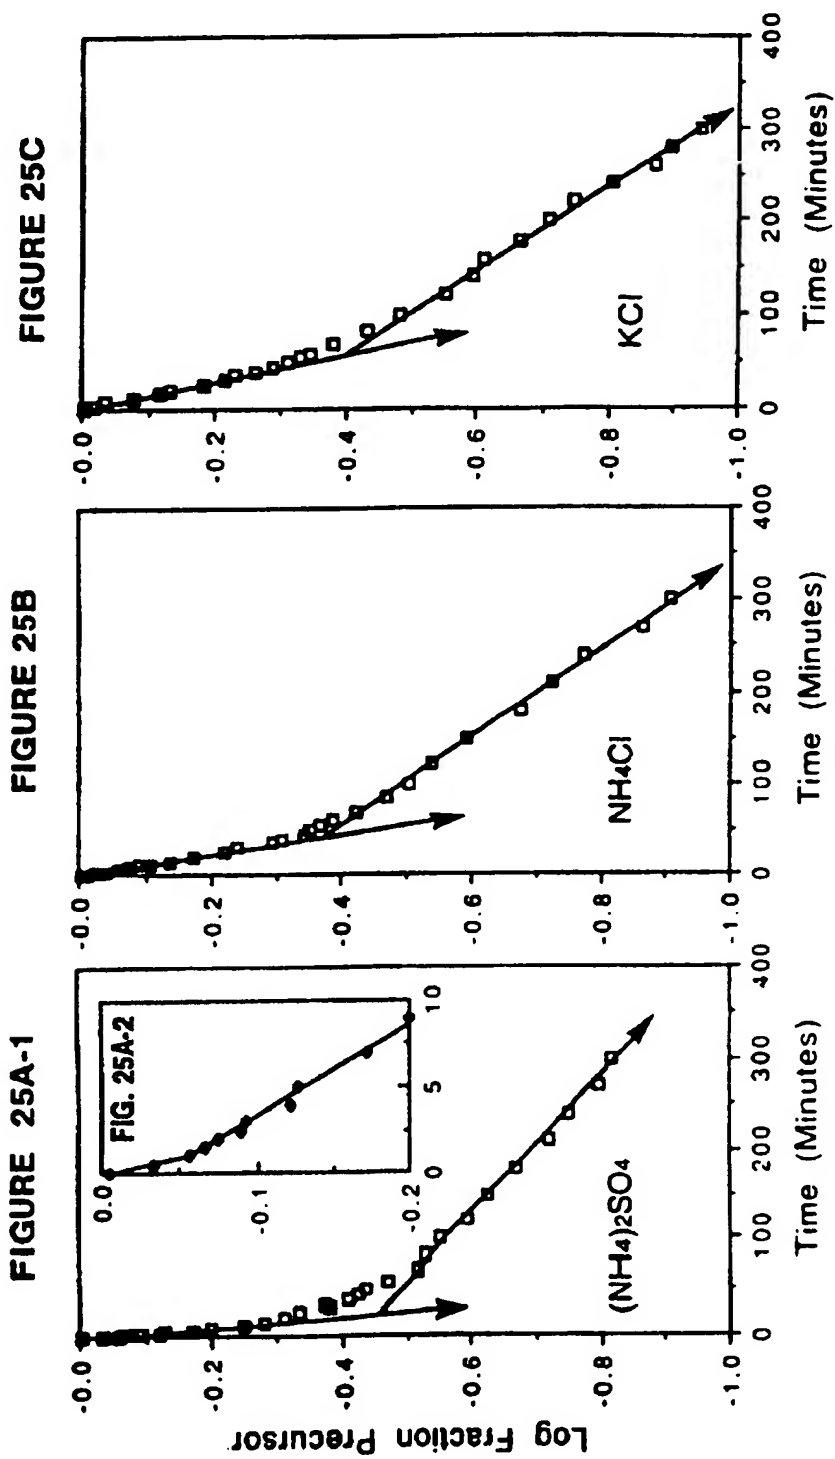 FIGURE 25A-1
FIGURE 25B
FIGURE 25C
Log Fraction Precursor
-0.0
-0.2
-0.4
-0.6
-0.8
-1.0
(NH4)2SO4
0 100 200 300 400
Time (Minutes)
FIG. 25A-2
0.0
-0.1
-0.2
0 5 10
-0.0
-0.2
-0.4
-0.6
-0.8
-1.0
NH4Cl
0 100 200 300 400
Time (Minutes)
-0.0
-0.2
-0.4
-0.6
-0.8
-1.0
KCl
0 100 200 300 400
Time (Minutes)